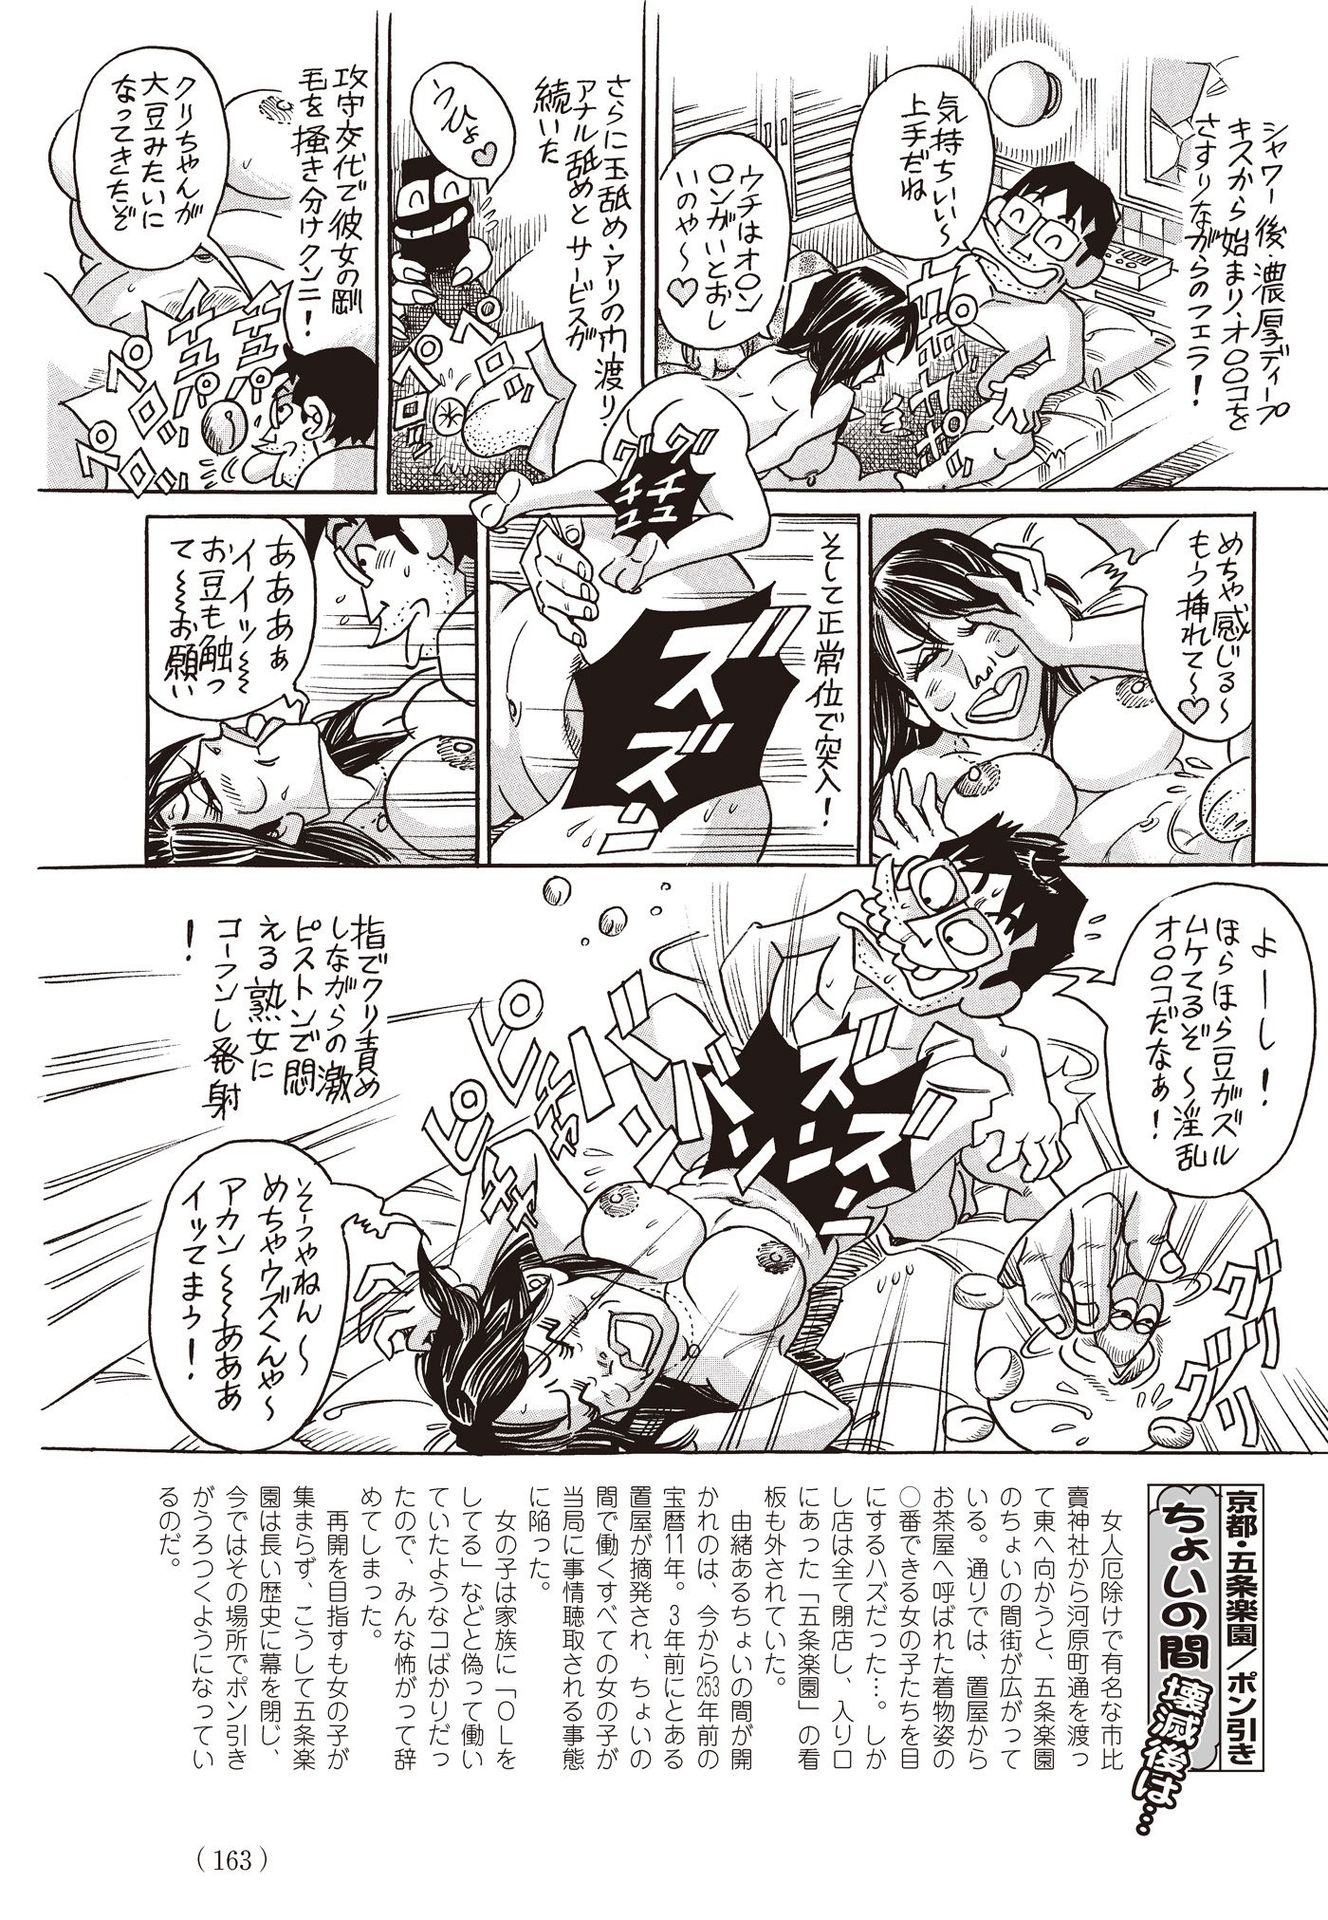 シャワー後・濃厚ディープ
キスから始まり、オ〇〇コを
さすりながらのフェラ!
気持ちいい〜
上手だね
ウチはオ〇ン
〇ンがいとおし
いのや〜♡
さらに玉舐め・アリの門渡り・
アナル舐めとサービスが
続いた
うひょ♡
攻守交代で彼女の剛
毛を掻き分けクンニ!
クリちゃんが
大豆みたいに
なってきたぞ
めちゃ感じる〜
もう挿れて〜♡
そして正常位で突入!
グチュ
グチュ
ズン
ズン
ああああぁ
イイィッ〜〜
お豆も触っ
て〜〜お願い
よーし!
ほらほら豆がズル
ムケてるぞ〜淫乱
オ〇〇コだなぁ!
グリ
グリ
グリ
指でクリ責め
しながらの激
ピストンで悶
える熟女に
コーフンし発射
!
そうやねん〜
めちゃウズくんや〜
アカン〜〜あああ
イッてまぅ!
京都・五条楽園/ポン引き
ちょいの間壊滅後は…
女人厄除けで有名な市比
賣神社から河原町通を渡っ
て東へ向かうと、五条楽園
のちょいの間街が広がって
いる。通りでは、置屋から
お茶屋へ呼ばれた着物姿の
〇番できる女の子たちを目
にするハズだった…。しか
し店は全て閉店し、入り口
にあった「五条楽園」の看
板も外されていた。
由緒あるちょいの間が開
かれのは、今から253年前の
宝暦11年。3年前にとある
置屋が摘発され、ちょいの
間で働くすべての女の子が
当局に事情聴取される事態
に陥った。
女の子は家族に「OLを
してる」などと偽って働い
ていたようなコばかりだっ
たので、みんな怖がって辞
めてしまった。
再開を目指すも女の子が
集まらず、こうして五条楽
園は長い歴史に幕を閉じ、
今ではその場所でポン引き
がうろつくようになってい
るのだ。
(163)